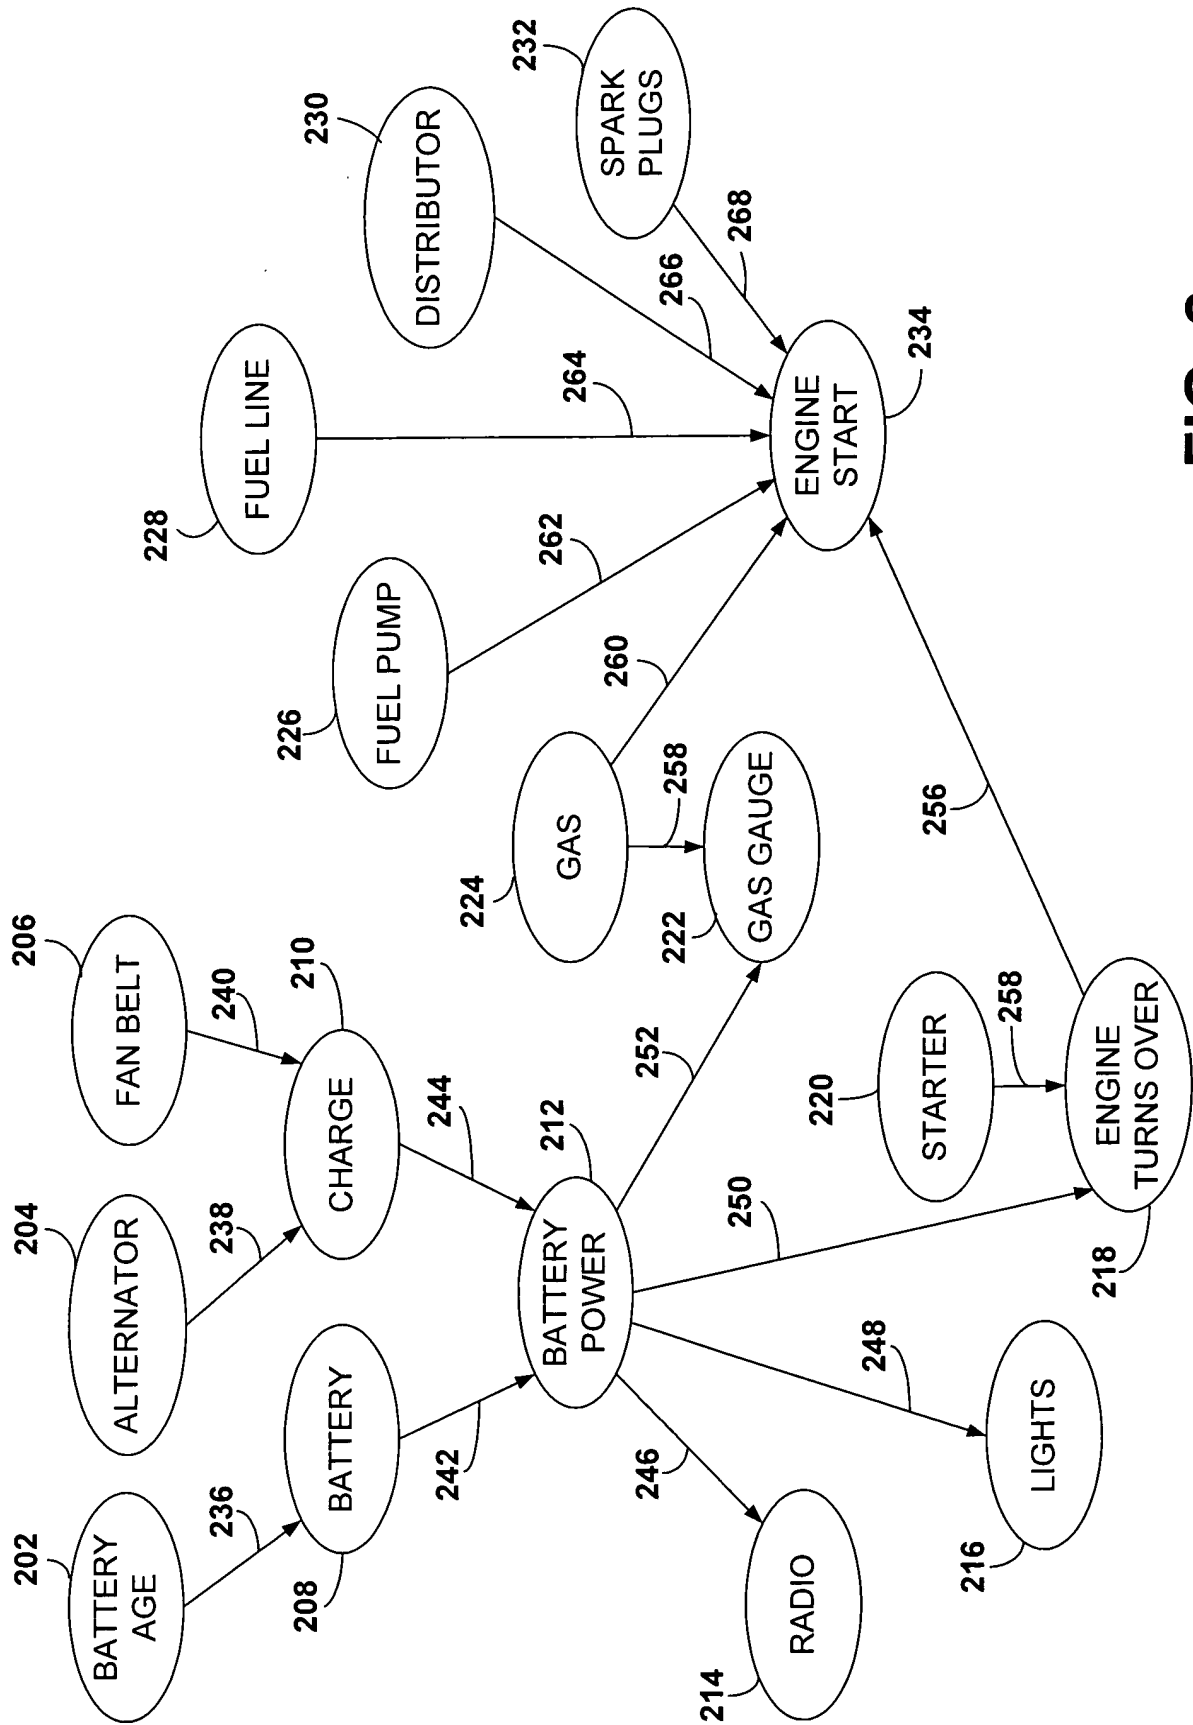 202
BATTERY
AGE
204
ALTERNATOR
206
FAN BELT
236
238
240
208
BATTERY
CHARGE
210
242
244
228
FUEL LINE
226
FUEL PUMP
230
DISTRIBUTOR
212
BATTERY
POWER
224
GAS
232
SPARK
PLUGS
246
252
258
260
262
264
266
268
214
RADIO
222
GAS GAUGE
ENGINE
START
234
248
250
220
STARTER
256
258
216
LIGHTS
218
ENGINE
TURNS OVER